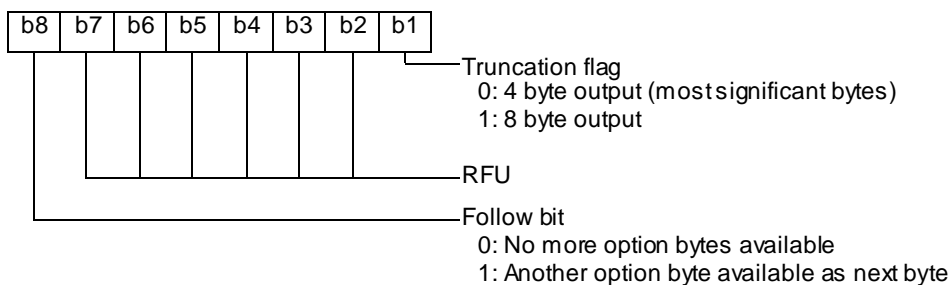 b8 b7 b6 b5 b4 b3 b2 b1
Truncation flag
0: 4 byte output (most significant bytes)
1: 8 byte output
RFU
Follow bit
0: No more option bytes available
1: Another option byte available as next byte